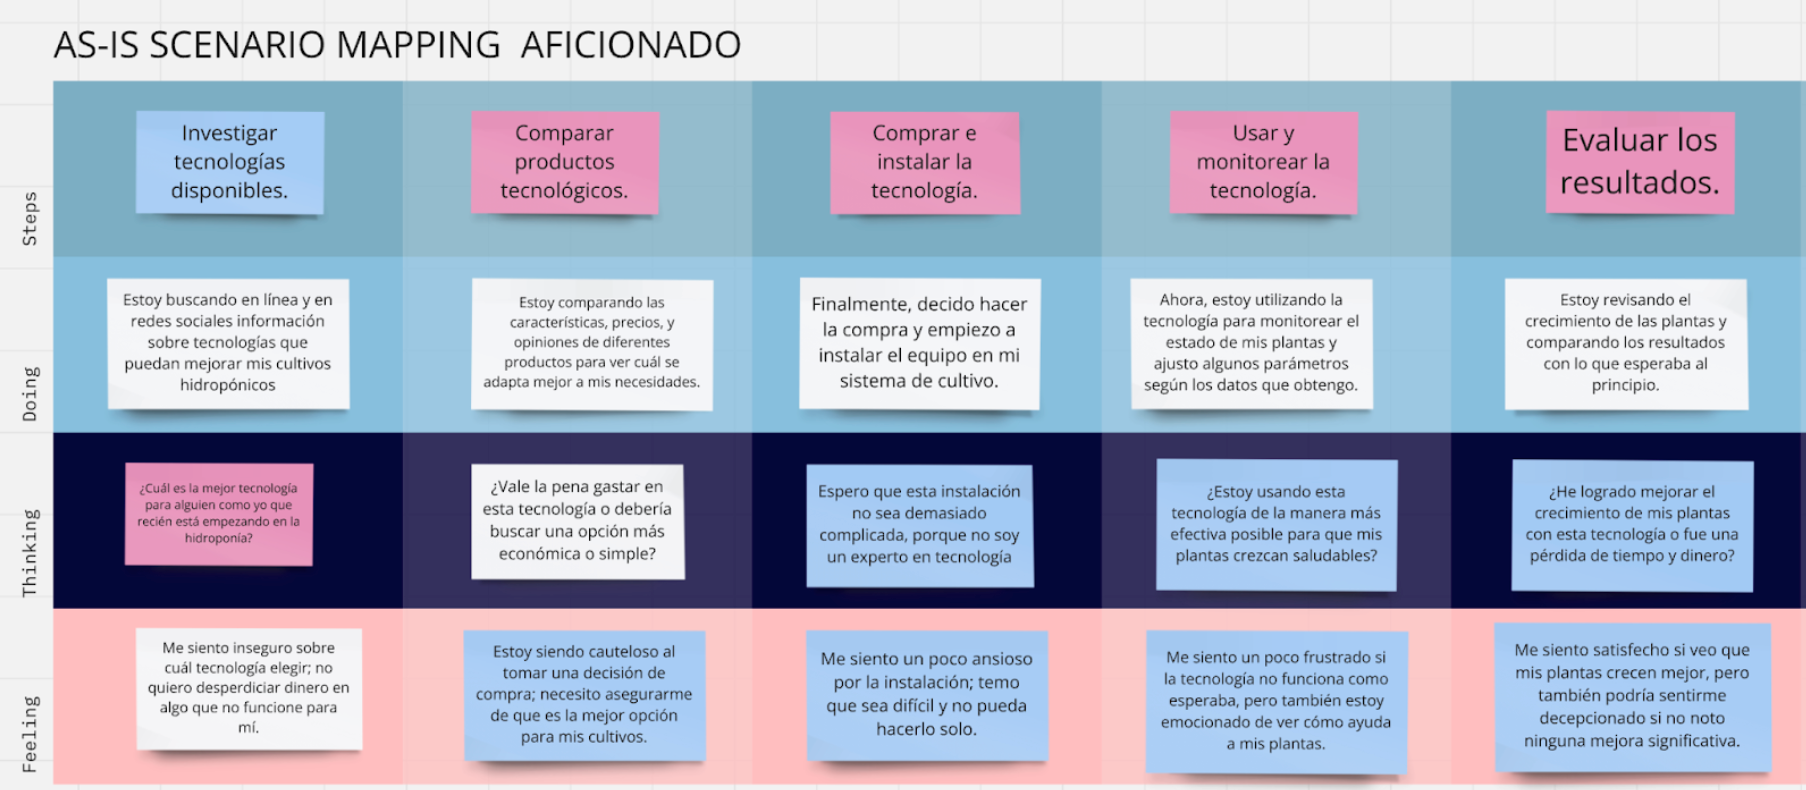 AS-IS SCENARIO MAPPING AFICIONADO
Steps
Investigar
tecnologías
disponibles.
Comparar
productos
tecnológicos.
Comprar e
instalar la
tecnología.
Usar y
monitorear la
tecnología.
Evaluar los
resultados.
Doing
Estoy buscando en línea y en
redes sociales información
sobre tecnologías que
puedan mejorar mis cultivos
hidropónicos
Estoy comparando las
características, precios, y
opiniones de diferentes
productos para ver cuál se
adapta mejor a mis necesidades.
Finalmente, decido hacer
la compra y empiezo a
instalar el equipo en mi
sistema de cultivo.
Ahora, estoy utilizando la
tecnología para monitorear el
estado de mis plantas y
ajusto algunos parámetros
según los datos que obtengo.
Estoy revisando el
crecimiento de las plantas y
comparando los resultados
con lo que esperaba al
principio.
Thinking
¿Cuál es la mejor tecnología
para alguien como yo que
recién está empezando en la
hidroponía?
¿Vale la pena gastar en
esta tecnología o debería
buscar una opción más
económica o simple?
Espero que esta instalación
no sea demasiado
complicada, porque no soy
un experto en tecnología
¿Estoy usando esta
tecnología de la manera más
efectiva posible para que mis
plantas crezcan saludables?
¿He logrado mejorar el
crecimiento de mis plantas
con esta tecnología o fue una
pérdida de tiempo y dinero?
Feeling
Me siento inseguro sobre
cuál tecnología elegir; no
quiero desperdiciar dinero en
algo que no funcione para
mí.
Estoy siendo cauteloso al
tomar una decisión de
compra; necesito asegurarme
de que es la mejor opción
para mis cultivos.
Me siento un poco ansioso
por la instalación; temo
que sea difícil y no pueda
hacerlo solo.
Me siento un poco frustrado si
la tecnología no funciona como
esperaba, pero también estoy
emocionado de ver cómo ayuda
a mis plantas.
Me siento satisfecho si veo que
mis plantas crecen mejor, pero
también podría sentirme
decepcionado si no noto
ninguna mejora significativa.